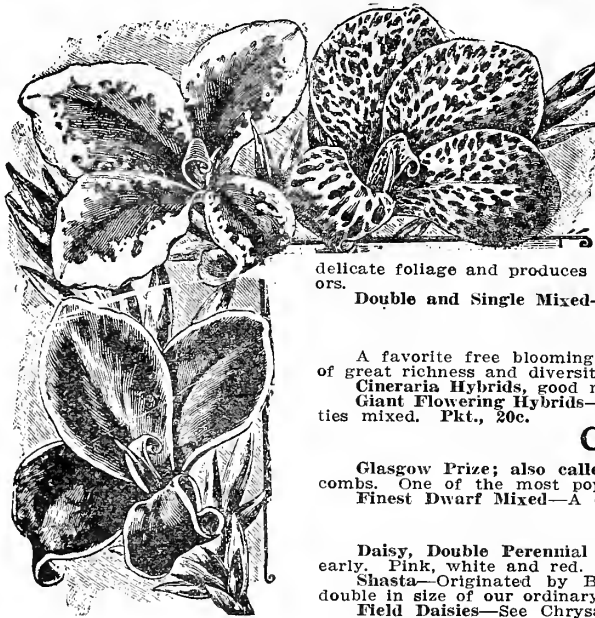 delicate foliage and produces
ors.
Double and Single Mixed-
A favorite free blooming
of great richness and diversit
Cineraria Hybrids, good
Giant Flowering Hybrids—
ties mixed. Pkt., 20c.
C
Glasgow Prize; also calle
combs. One of the most
Finest Dwarf Mixed—A
Daisy, Double Perennial
early. Pink, white and red.
Shasta—Originated by B
double in size of our ordinary
Field Daisies—See Chrysa